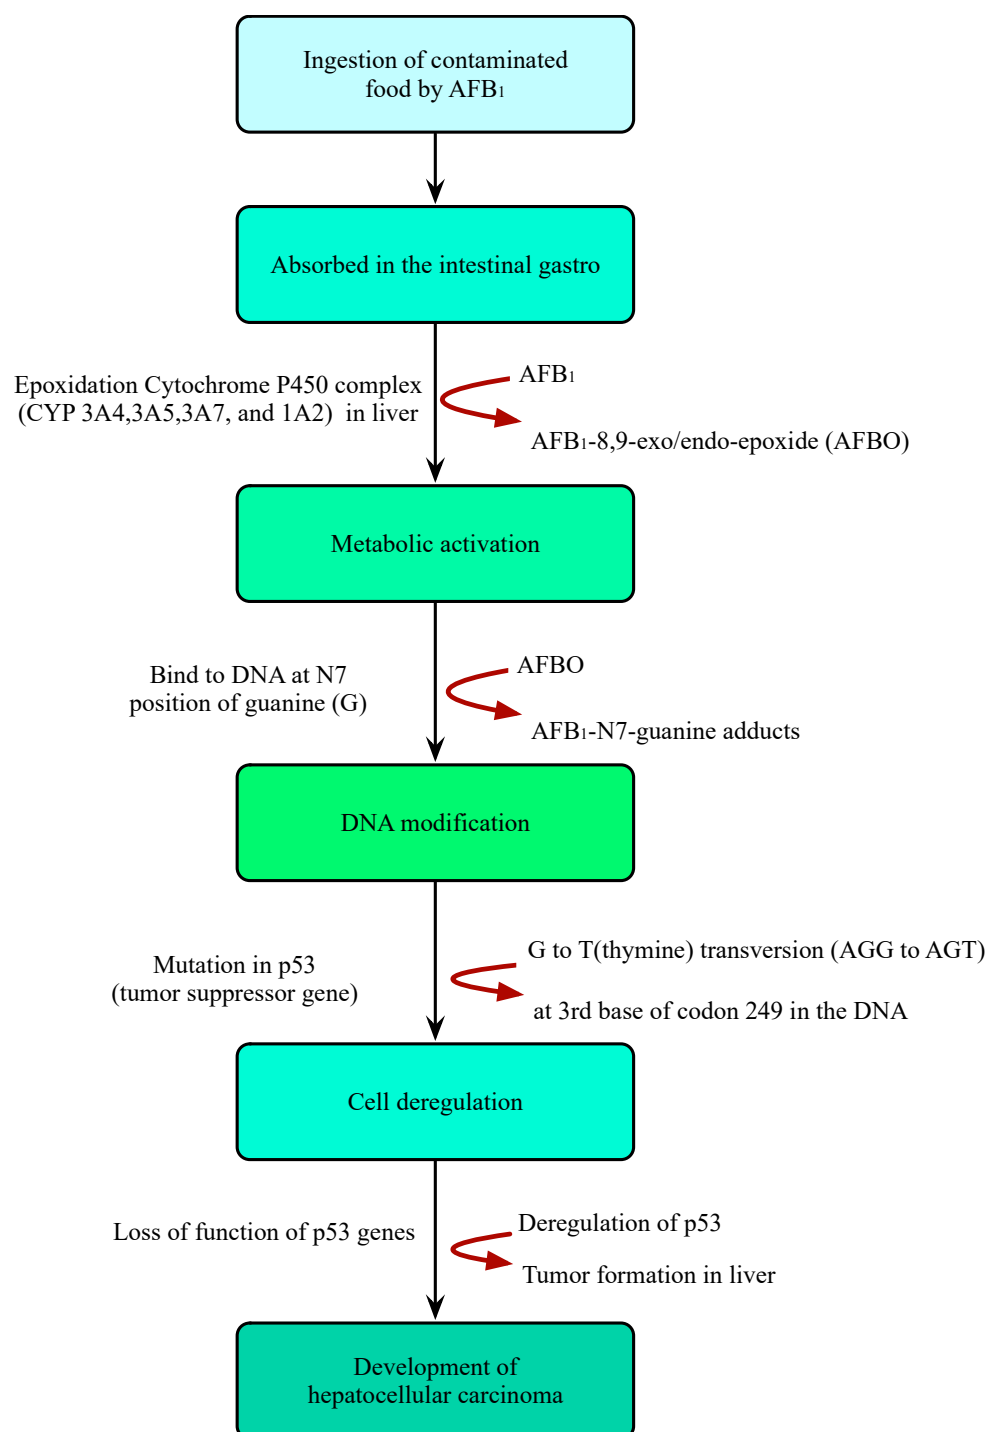 Ingestion of contaminated
food by AFB₁
Absorbed in the intestinal gastro
Epoxidation Cytochrome P450 complex
(CYP 3A4,3A5,3A7, and 1A2)  in liver
AFB₁
AFB₁-8,9-exo/endo-epoxide (AFBO)
Metabolic activation
Bind to DNA at N7
position of guanine (G)
AFBO
AFB₁-N7-guanine adducts
DNA modification
Mutation in p53
(tumor suppressor gene)
G to T(thymine) transversion (AGG to AGT)
at 3rd base of codon 249 in the DNA
Cell deregulation
Loss of function of p53 genes
Deregulation of p53
Tumor formation in liver
Development of
hepatocellular carcinoma